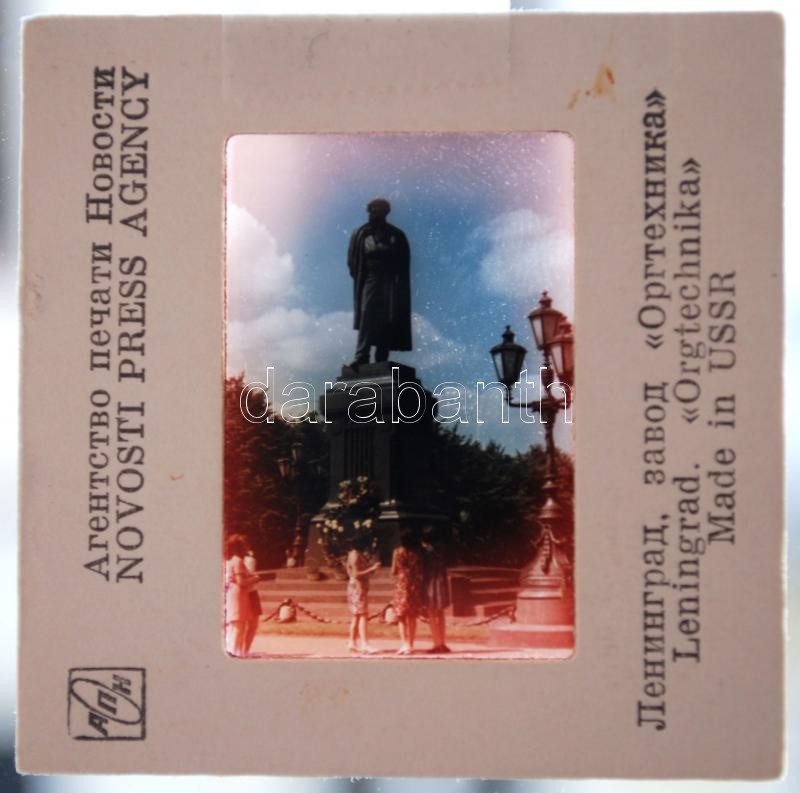 Агентство печати Новости
NOVOSTI PRESS AGENCY
АПН
darabanth
Ленинград, завод «Оргтехника»
Leningrad. «Orgtechnika»
Made in USSR